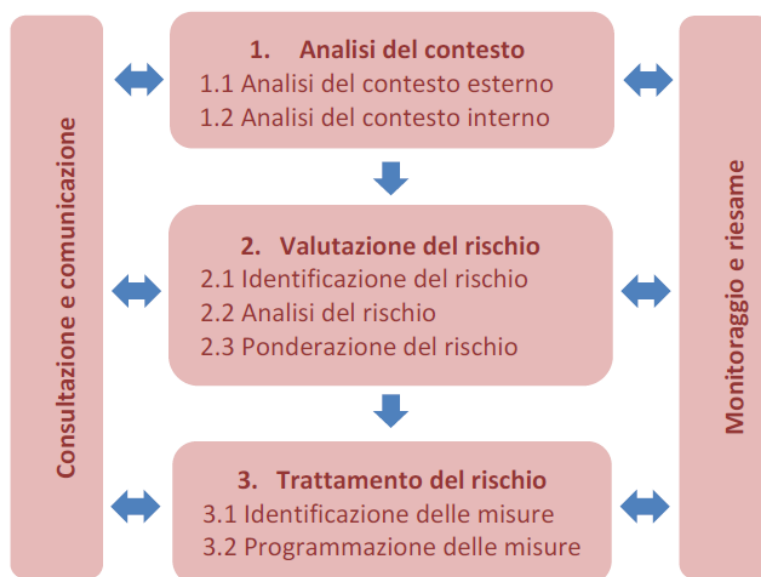 Consultazione e comunicazione
1. Analisi del contesto
1.1 Analisi del contesto esterno
1.2 Analisi del contesto interno
2. Valutazione del rischio
2.1 Identificazione del rischio
2.2 Analisi del rischio
2.3 Ponderazione del rischio
3. Trattamento del rischio
3.1 Identificazione delle misure
3.2 Programmazione delle misure
Monitoraggio e riesame